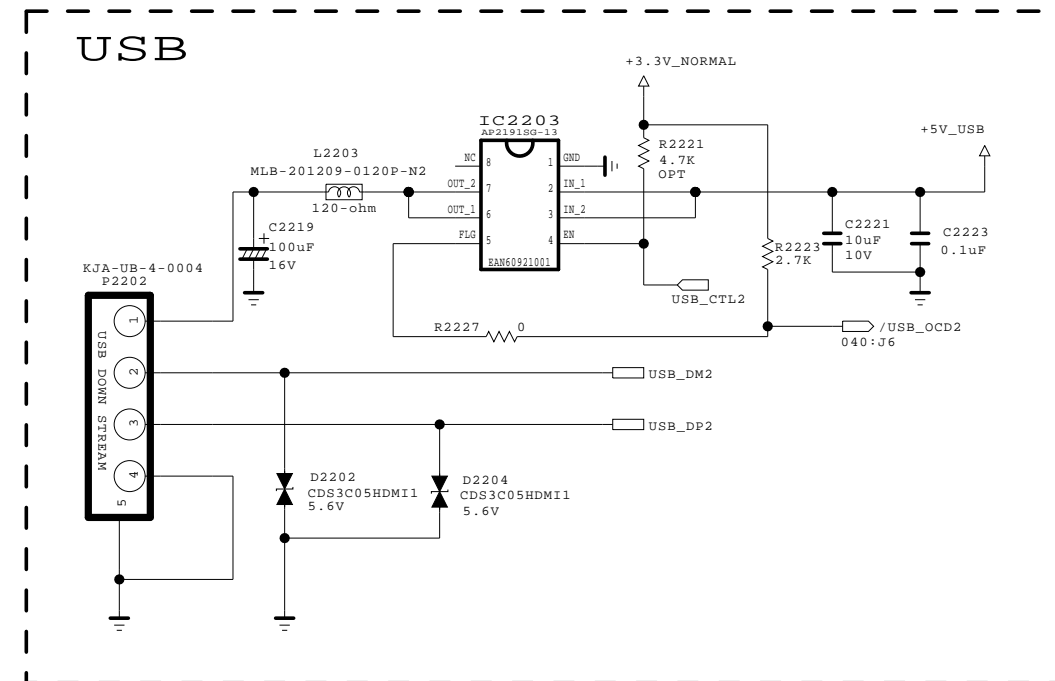 USB
+3.3V_NORMAL
IC2203
AP2191SG-13
+5V_USB
L2203
MLB-201209-0120P-N2
120-ohm
R2221
4.7K
OPT
NC
8
1
GND
OUT_2
7
2
IN_1
OUT_1
6
3
IN_2
FLG
5
4
EN
EAN60921001
C2219
+
100uF
16V
C2221
10uF
10V
C2223
0.1uF
R2223
2.7K
KJA-UB-4-0004
P2202
USB_CTL2
R2227
0
/USB_OCD2
040:J6
1
2
3
4
5
USB DOWN STREAM
USB_DM2
USB_DP2
D2202
CDS3C05HDMI1
5.6V
D2204
CDS3C05HDMI1
5.6V